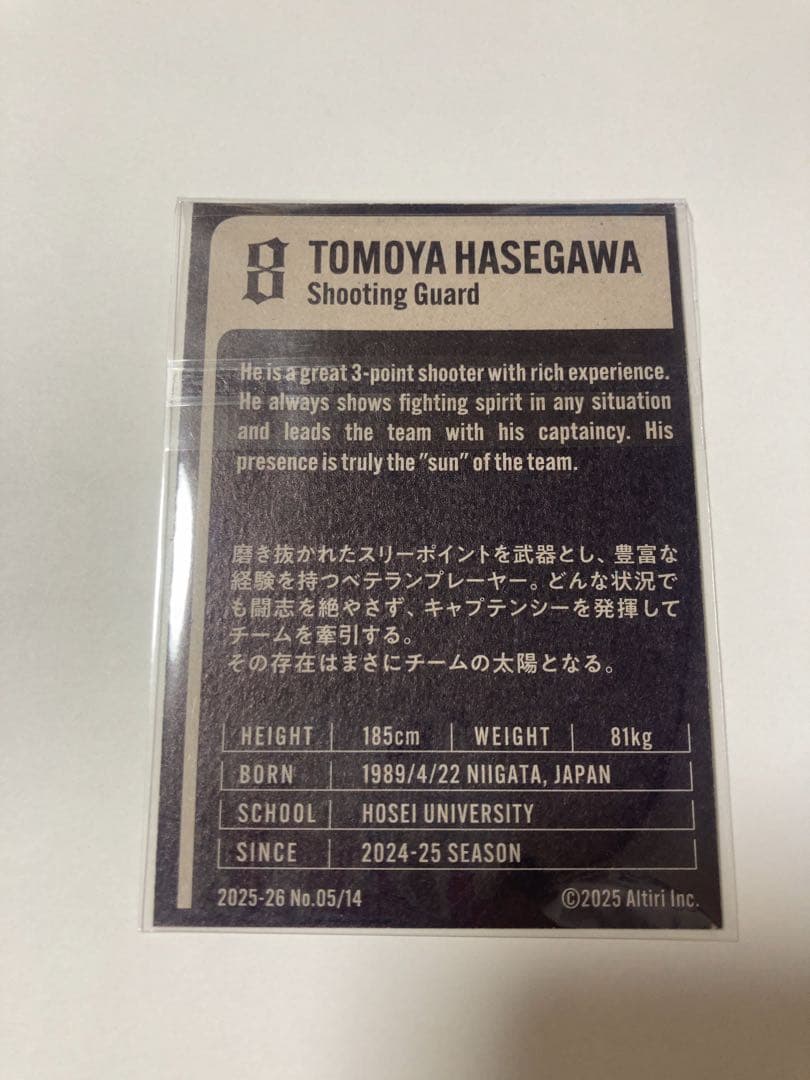 8 TOMOYA HASEGAWA
Shooting Guard
He is a great 3-point shooter with rich experience.
He always shows fighting spirit in any situation
and leads the team with his captaincy. His
presence is truly the "sun" of the team.
磨き抜かれたスリーポイントを武器とし、豊富な
経験を持つベテランプレーヤー。どんな状況で
も闘志を絶やさず、キャプテンシーを発揮して
チームを牽引する。
その存在はまさにチームの太陽となる。
HEIGHT 185cm WEIGHT 81kg
BORN 1989/4/22 NIIGATA, JAPAN
SCHOOL HOSEI UNIVERSITY
SINCE 2024-25 SEASON
2025-26 No.05/14 ©2025 Altiri Inc.